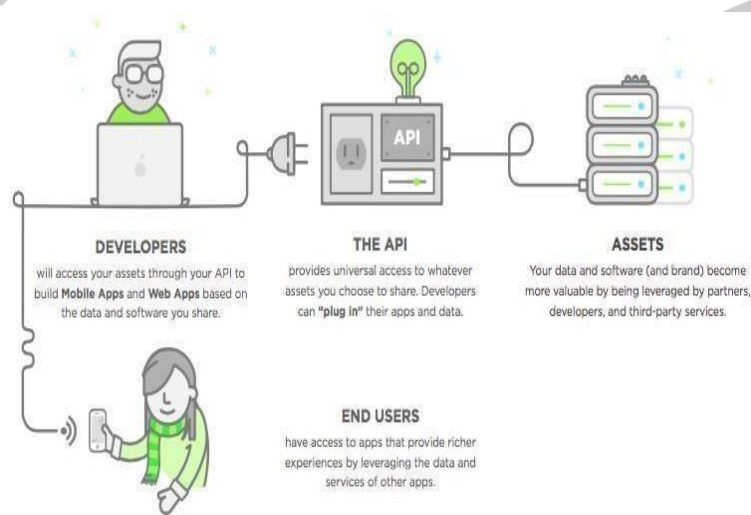 API
DEVELOPERS
will access your assets through your API to
build Mobile Apps and Web Apps based on
the data and software you share.
THE API
provides universal access to whatever
assets you choose to share. Developers
can "plug in" their apps and data.
ASSETS
Your data and software (and brand) become
more valuable by being leveraged by partners,
developers, and third-party services.
END USERS
have access to apps that provide richer
experiences by leveraging the data and
services of other apps.